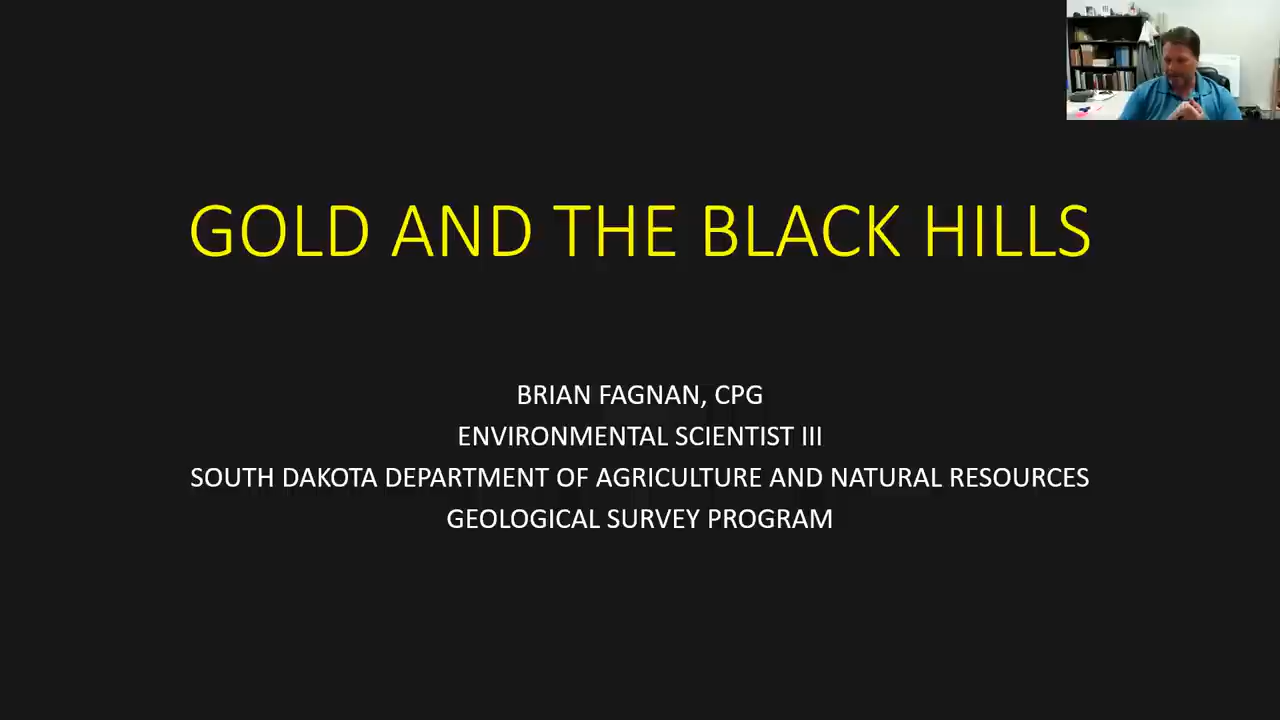 GOLD AND THE BLACK HILLS
BRIAN FAGNAN, CPG
ENVIRONMENTAL SCIENTIST III
SOUTH DAKOTA DEPARTMENT OF AGRICULTURE AND NATURAL RESOURCES
GEOLOGICAL SURVEY PROGRAM